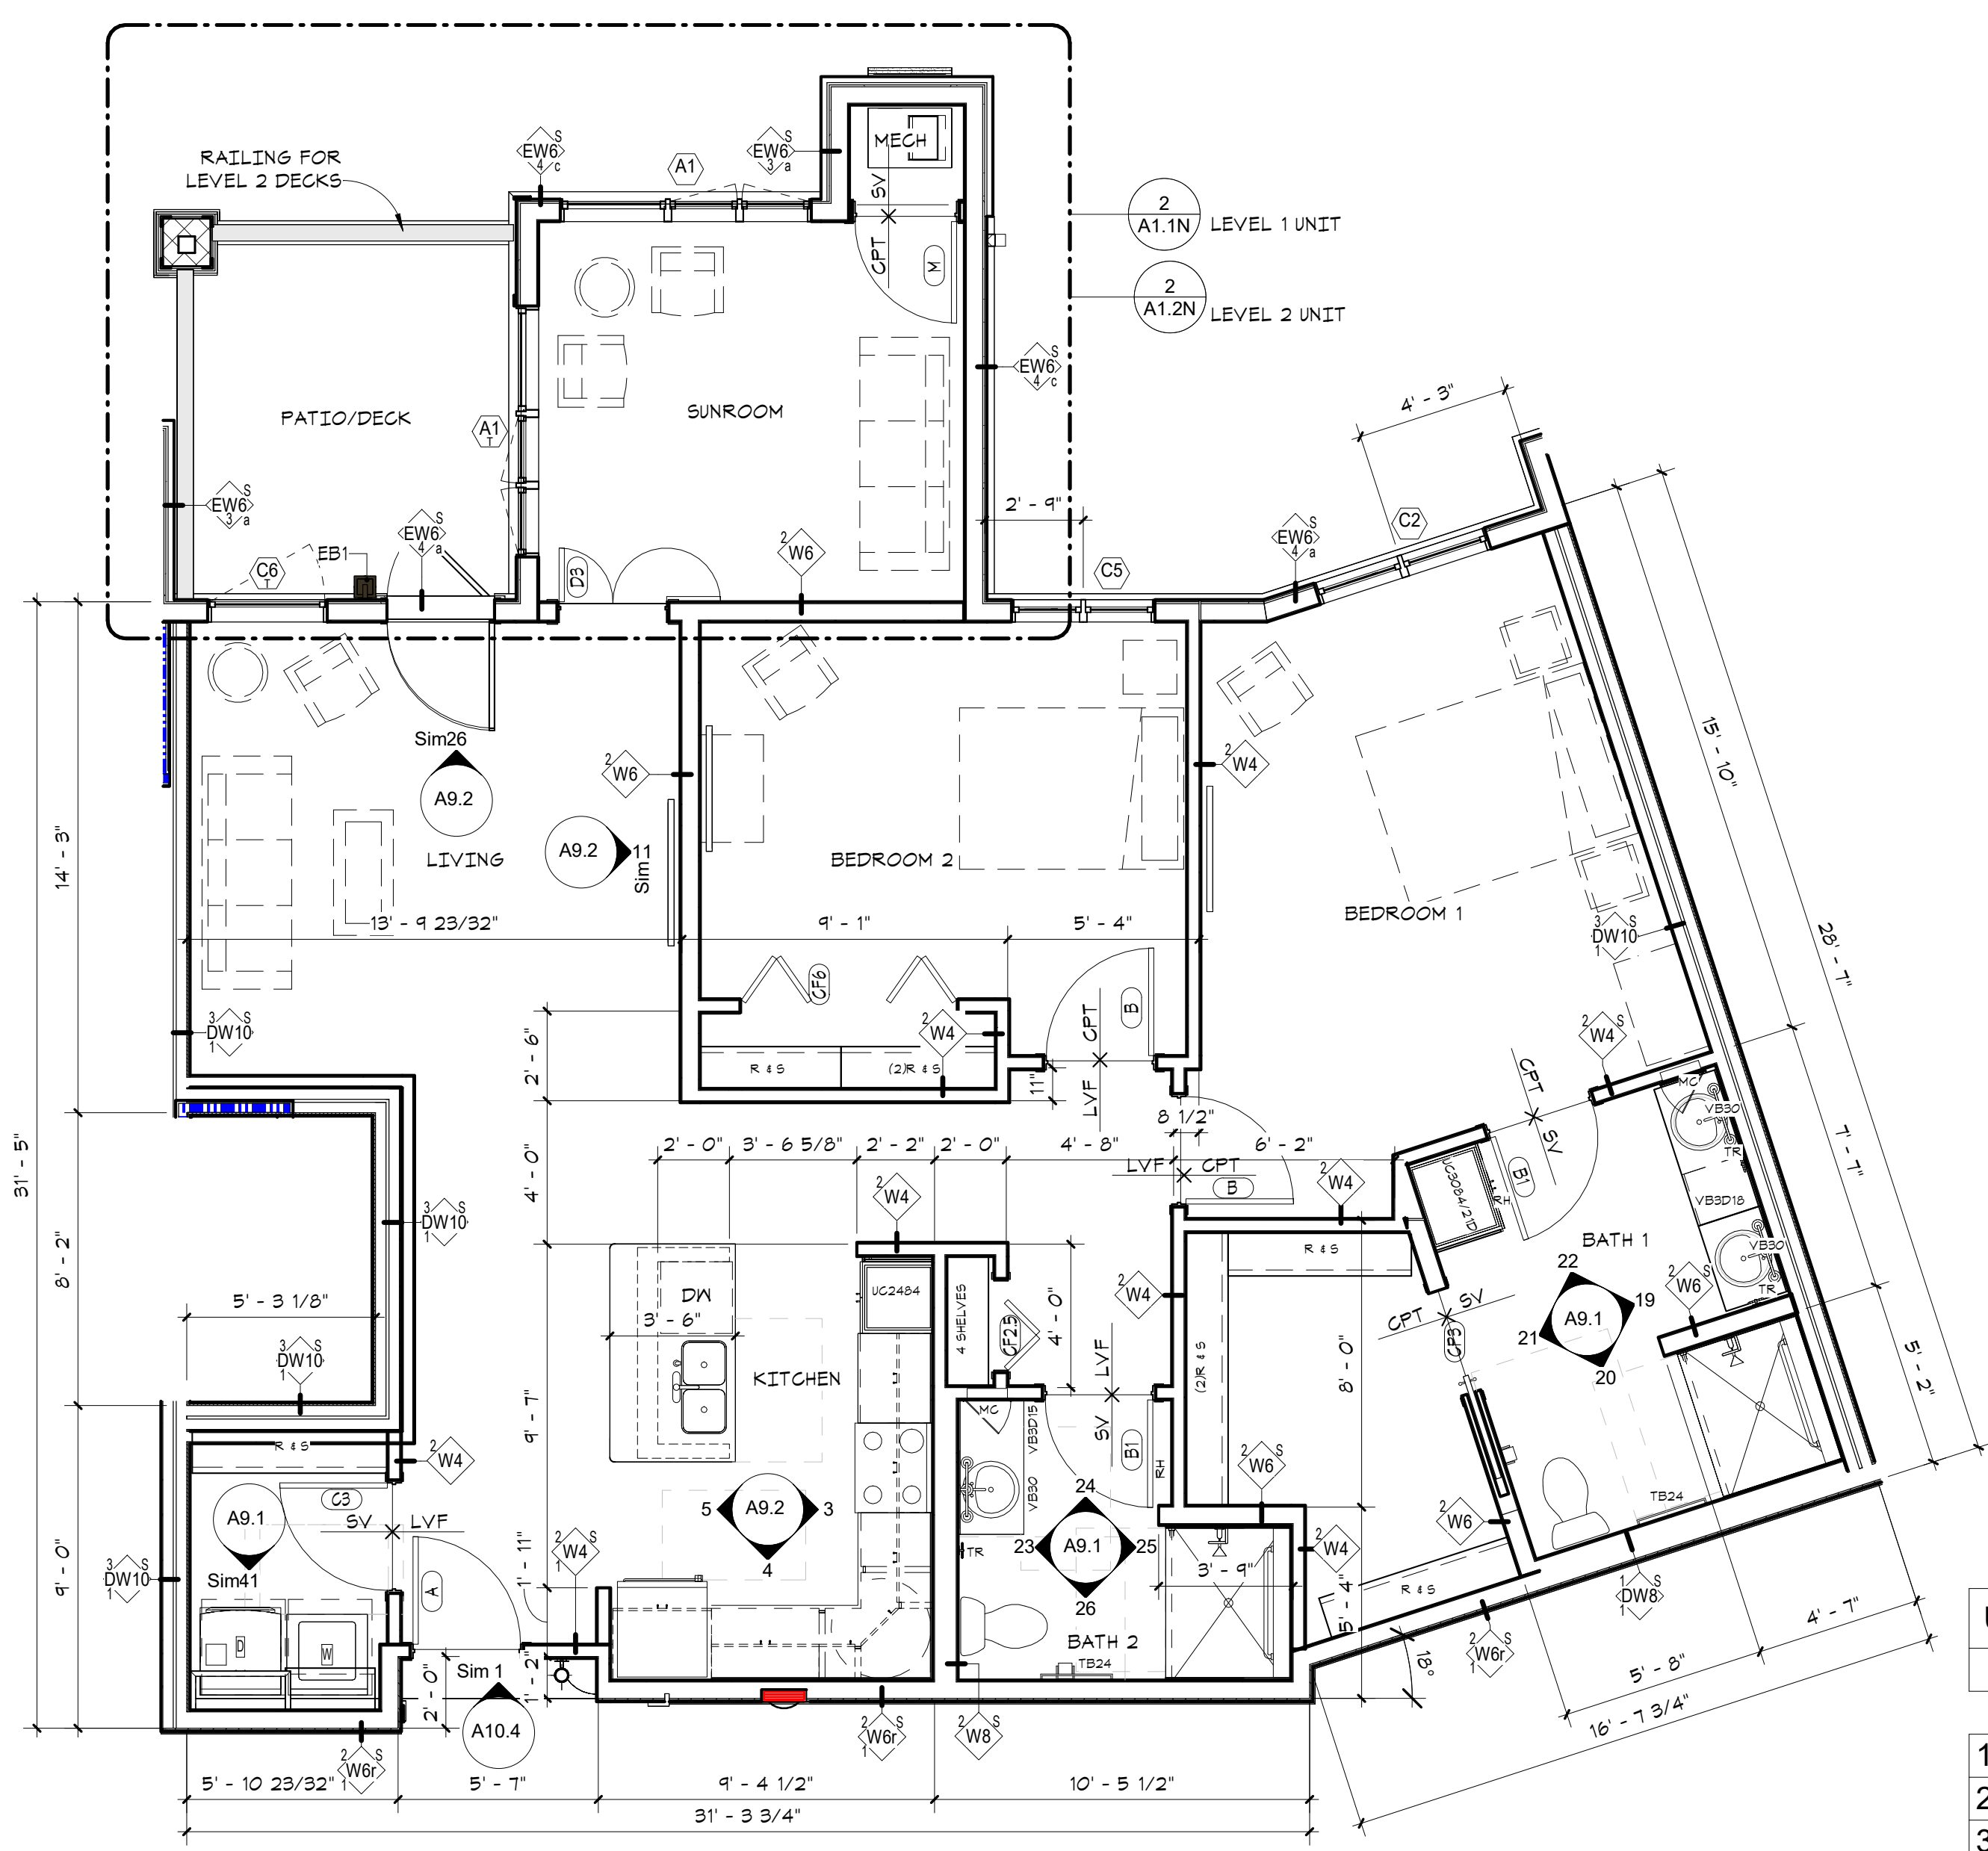 RAILING FOR
LEVEL 2 DECKS
EW6 S 4 c
A1
EW6 S 3 a
MECH
SV
CPT
M
2
A1.1N
LEVEL 1 UNIT
2
A1.2N
LEVEL 2 UNIT
PATIO/DECK
A1
T
SUNROOM
EW6 S 4 c
4' - 3"
EW6 S 3 a
EW6 S 4 a
EB1
C6
T
D3
2 W6
2' - 9"
C5
EW6 S 4 a
C2
15' - 10"
28' - 7"
Sim26
A9.2
2 W6
2 W4
14' - 3"
31' - 5"
LIVING
A9.2
11
Sim
BEDROOM 2
BEDROOM 1
13' - 9 23/32"
9' - 1"
5' - 4"
3 S
DW10
1
CF6
B
3 S
DW10
1
2 W4
CPT
LVF
R & S
(2)R & S
2' - 6"
11"
2 S
W4
CPT
SV
MC
VB30
TR
7' - 7"
8 1/2"
2' - 0"
3' - 6 5/8"
2' - 2"
2' - 0"
4' - 8"
6' - 2"
4' - 0"
LVF
CPT
B
2 W4
2 W4
UC3084/21D
RH
B1
VB3D18
3 S
DW10
1
8' - 2"
BATH 1
VB30
TR
R & S
22
A9.1
19
21
20
2 S
W6
5' - 3 1/8"
DW
3' - 6"
UC2484
4 SHELVES
CF2.5
4' - 0"
2 W4
LVF
SV
CPT
SV
CP3
3 S
DW10
1
KITCHEN
(2)R & S
8' - 0"
5' - 2"
9' - 7"
MC
VB3D15
VB30
B1
RH
R & S
2 W4
C3
A9.1
SV
LVF
Sim41
5
A9.2
3
4
24
23
A9.1
25
26
2 S
W6
2 W6
TB24
9' - 0"
3 S
DW10
1
A
1' - 11"
2 S
W4
1
TR
3' - 9"
2 W4
5' - 4"
R & S
1 S
DW8
1
D
W
BATH 2
TB24
4' - 7"
Sim 1
A10.4
2' - 0"
1' - 2"
18°
2 S
W6r
1
5' - 8"
16' - 7 3/4"
2 S
W6r
1
2 S
W6r
1
2 S
W8
5' - 10 23/32"
5' - 7"
9' - 4 1/2"
10' - 5 1/2"
31' - 3 3/4"
1
2
3